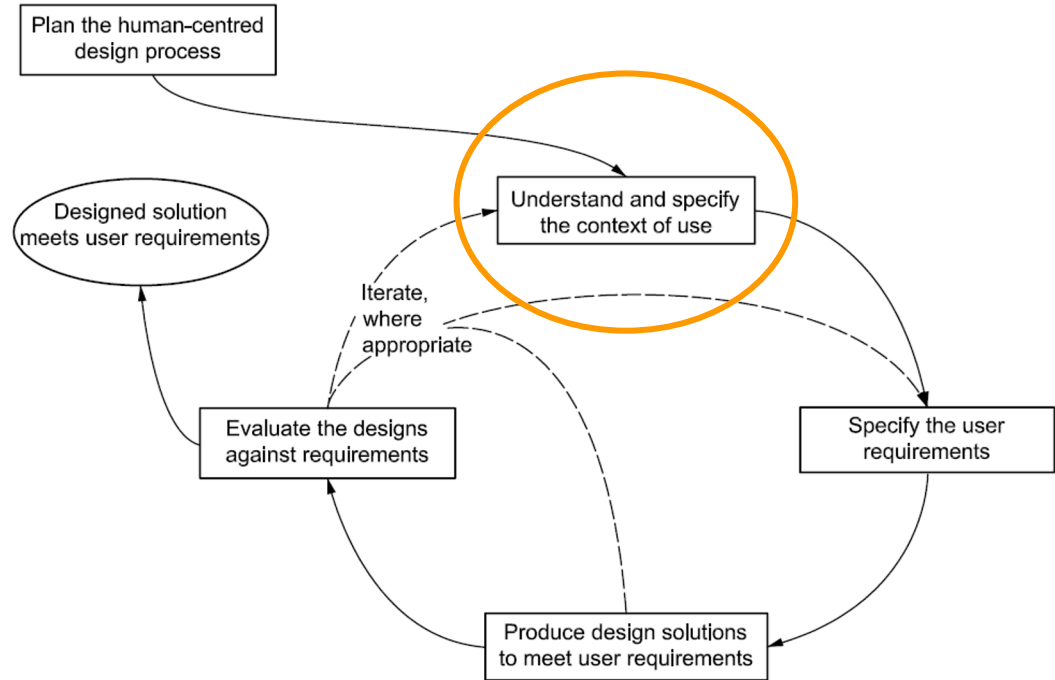 Plan the human-centred
design process
Understand and specify
the context of use
Designed solution
meets user requirements
Iterate,
where
appropriate
Evaluate the designs
against requirements
Specify the user
requirements
Produce design solutions
to meet user requirements